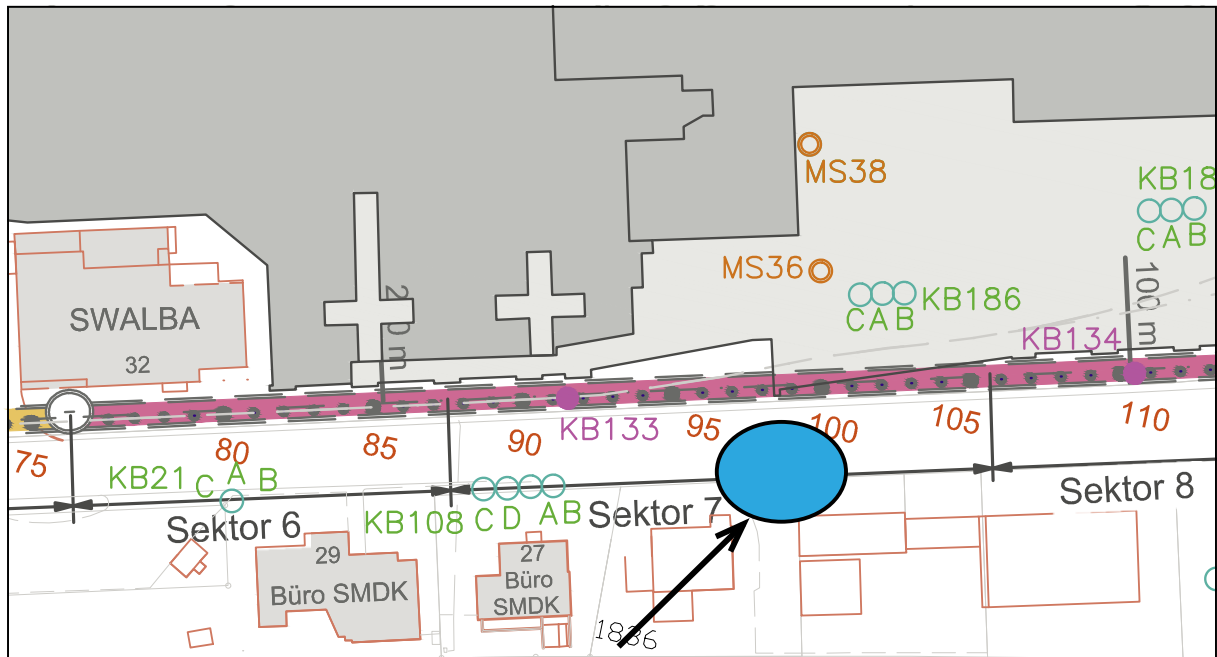 MS38
KB18
C A B
MS36
KB186
C A B
100 m
SWALBA
32
KB134
KB133
75
80
85
90
95
100
105
110
KB21
C A B
KB108 C D A B
Sektor 6
Sektor 7
Sektor 8
29
Büro SMDK
27
Büro
SMDK